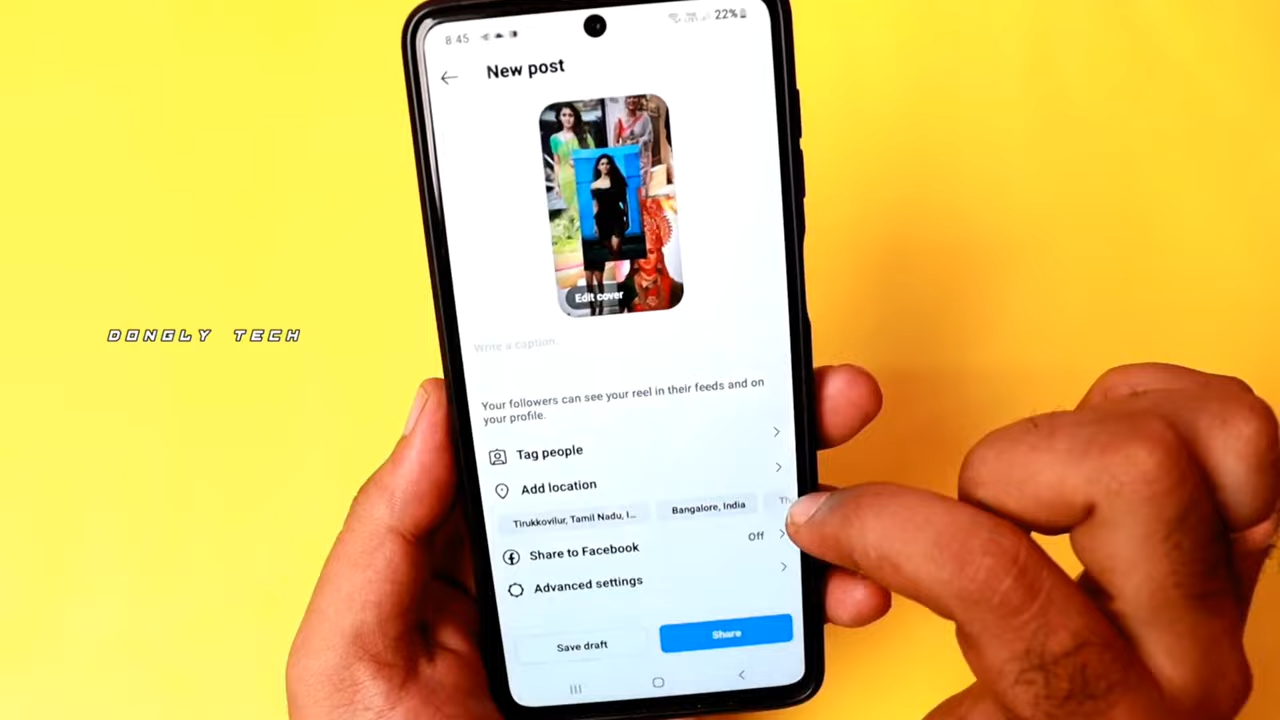 8:45
22%
New post
Edit cover
Write a caption...
Your followers can see your reel in their feeds and on
your profile.
Tag people
Add location
Tirukkovilur, Tamil Nadu, I...
Bangalore, India
Th
Share to Facebook
Off
Advanced settings
Save draft
Share
DONGLY TECH